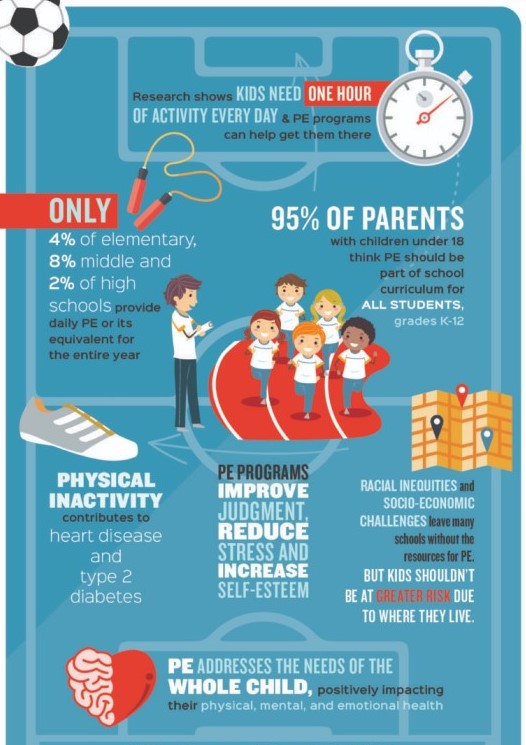 Research shows KIDS NEED ONE HOUR
OF ACTIVITY EVERY DAY & PE programs
can help get them there
ONLY
4% of elementary,
8% middle and
2% of high
schools provide
daily PE or its
equivalent for
the entire year
95% OF PARENTS
with children under 18
think PE should be
part of school
curriculum for
ALL STUDENTS,
grades K-12
PHYSICAL
INACTIVITY
contributes to
heart disease
and
type 2
diabetes
PE PROGRAMS
IMPROVE
JUDGMENT,
REDUCE
STRESS AND
INCREASE
SELF-ESTEEM
RACIAL INEQUITIES and
SOCIO-ECONOMIC
CHALLENGES leave many
schools without the
resources for PE.
BUT KIDS SHOULDN'T
BE AT GREATER RISK DUE
TO WHERE THEY LIVE.
PE ADDRESSES THE NEEDS OF THE
WHOLE CHILD, positively impacting
their physical, mental, and emotional health